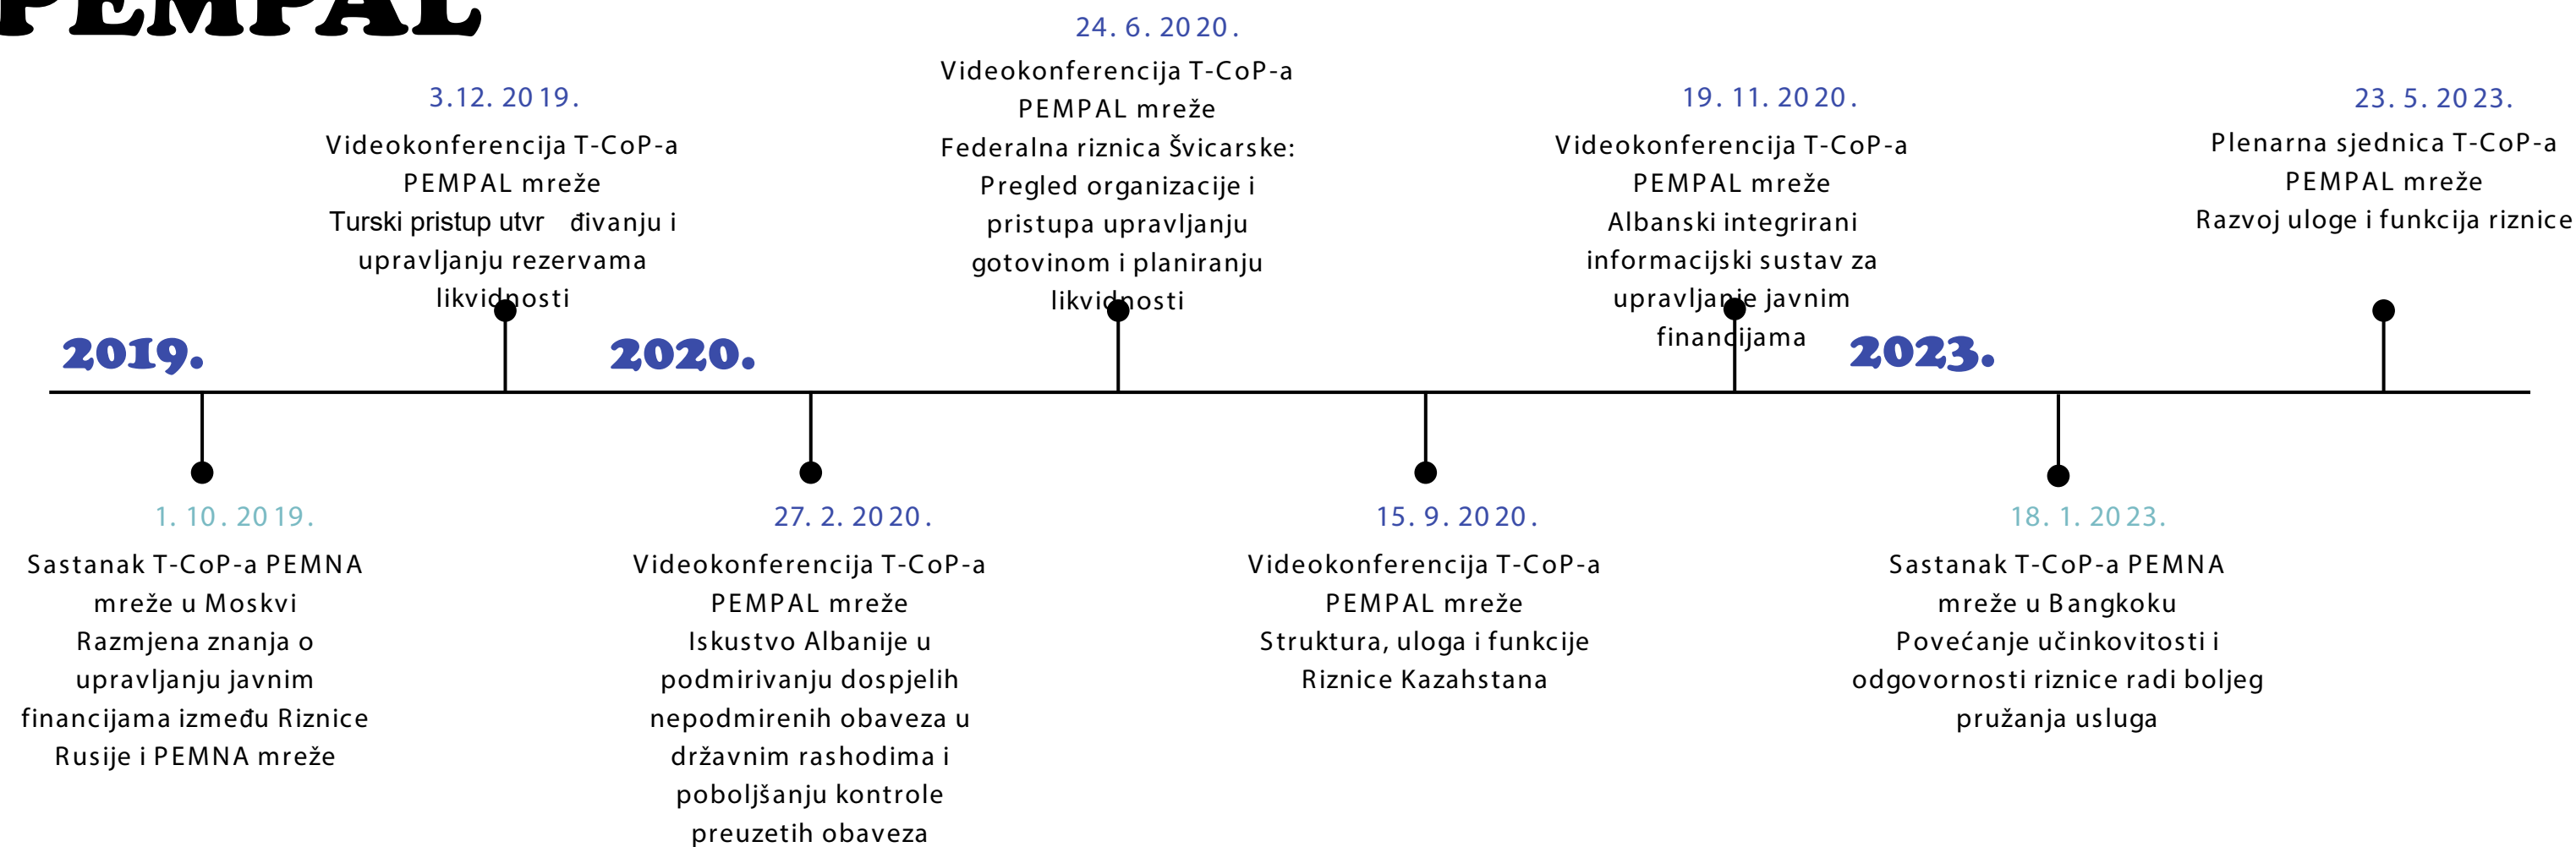 PEMPAL
2019.
1. 10. 2019.
Sastanak T-CoP-a PEMNA
mreže u Moskvi
Razmjena znanja o
upravljanju javnim
financijama između Riznice
Rusije i PEMNA mreže
3.12. 2019.
Videokonferencija T-CoP-a
PEMPAL mreže
Turski pristup utvr đivanju i
upravljanju rezervama
likvidnosti
2020.
27. 2. 2020.
Videokonferencija T-CoP-a
PEMPAL mreže
Iskustvo Albanije u
podmirivanju dospjelih
nepodmirenih obaveza u
državnim rashodima i
poboljšanju kontrole
preuzetih obaveza
24. 6. 2020.
Videokonferencija T-CoP-a
PEMPAL mreže
Federalna riznica Švicarske:
Pregled organizacije i
pristupa upravljanju
gotovinom i planiranju
likvidnosti
15. 9. 2020.
Videokonferencija T-CoP-a
PEMPAL mreže
Struktura, uloga i funkcije
Riznice Kazahstana
19. 11. 2020.
Videokonferencija T-CoP-a
PEMPAL mreže
Albanski integrirani
informacijski sustav za
upravljanje javnim
financijama
2023.
18. 1. 2023.
Sastanak T-CoP-a PEMNA
mreže u Bangkoku
Povećanje učinkovitosti i
odgovornosti riznice radi boljeg
pružanja usluga
23. 5. 2023.
Plenarna sjednica T-CoP-a
PEMPAL mreže
Razvoj uloge i funkcija riznice